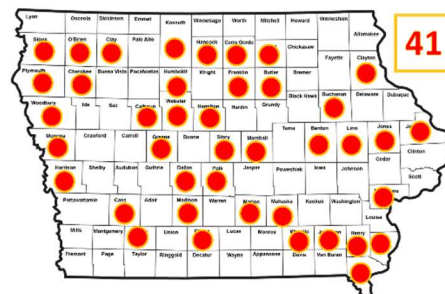 Lyon Osceola Dickinson Emmet Winnebago Worth Mitchell Howard Winneshiek Allamakee
Kossuth
Sioux O'Brien Clay Palo Alto Hancock Cerro Gordo Chickasaw
Fayette Clayton
Plymouth Cherokee Buena Vista Pocahontas Humboldt Wright Franklin Butler Bremer
Woodbury Ida Sac Calhoun Webster Hamilton Hardin Grundy Black Hawk Buchanan Delaware Dubuque
Monona Crawford Carroll Greene Boone Story Marshall Tama Benton Linn Jones
Clinton
Cedar
Scott
Harrison Shelby Audubon Guthrie Dallas Polk Jasper Poweshiek Iowa Johnson
Pottawattamie Cass Adair Madison Warren Marion Mahaska Keokuk Washington
Louisa
Mills Montgomery Union Lucas Monroe Wapello Henry
Fremont Page Taylor Ringgold Decatur Wayne Appanoose Davis Van Buren
41